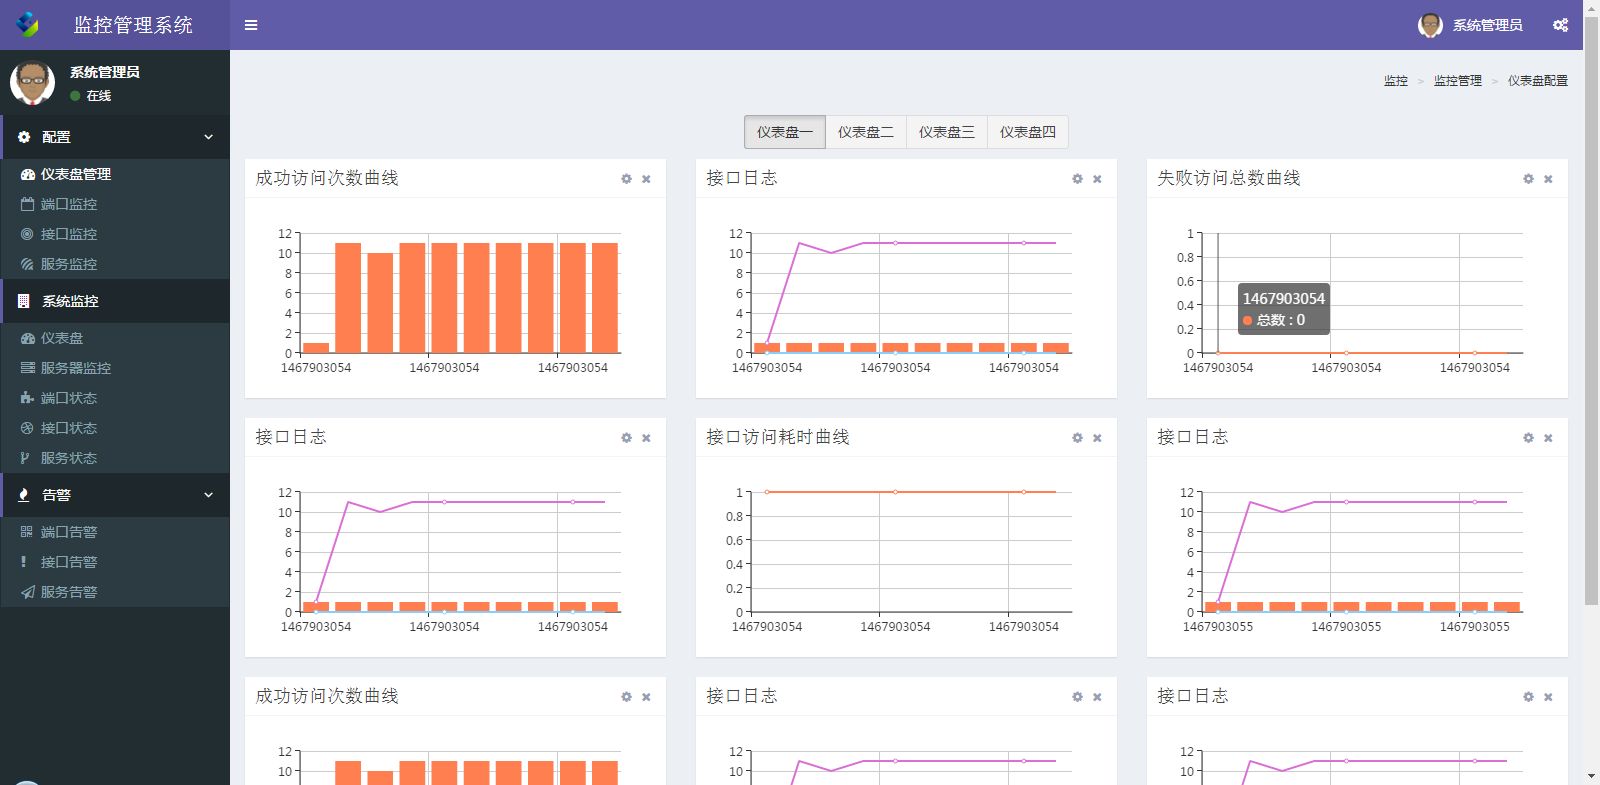 监控管理系统
系统管理员
系统管理员
在线
监控 > 监控管理 > 仪表盘配置
配置
仪表盘管理
端口监控
接口监控
服务监控
系统监控
仪表盘
服务器监控
端口状态
接口状态
服务状态
告警
端口告警
接口告警
服务告警
仪表盘一 仪表盘二 仪表盘三 仪表盘四
成功访问次数曲线
12
10
8
6
4
2
0
1467903054 1467903054 1467903054
接口日志
12
10
8
6
4
2
0
1467903054 1467903054 1467903054
失败访问总数曲线
1
0.8
0.6
0.4
0.2
0
1467903054
总数 : 0
1467903054 1467903054 1467903054
接口日志
12
10
8
6
4
2
0
1467903054 1467903054 1467903054
接口访问耗时曲线
1
0.8
0.6
0.4
0.2
0
1467903054 1467903054 1467903054
接口日志
12
10
8
6
4
2
0
1467903055 1467903055 1467903055
成功访问次数曲线
12
10
接口日志
12
10
接口日志
12
10